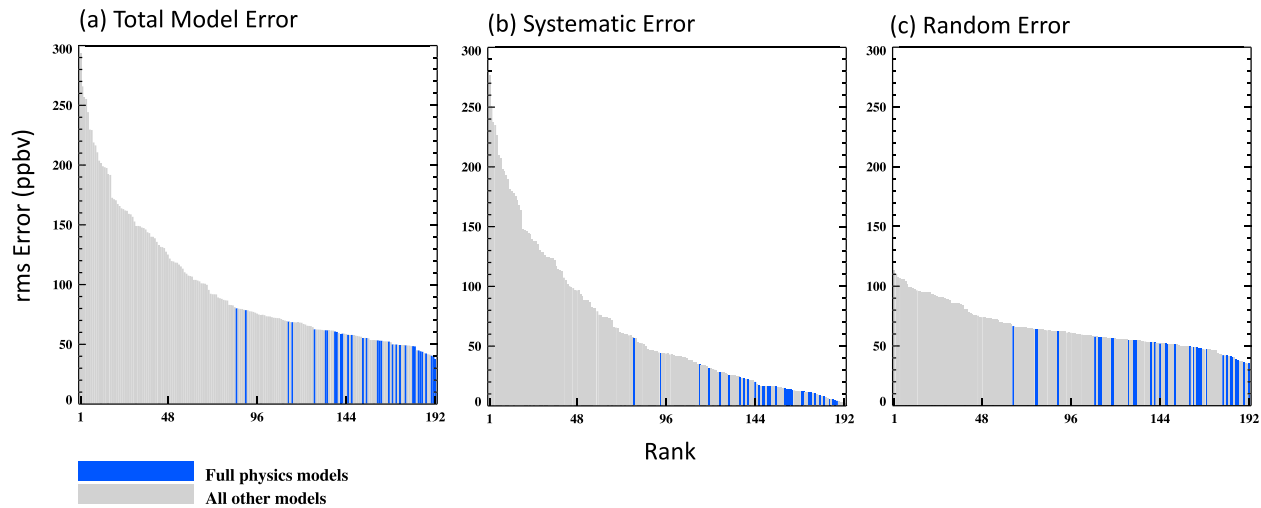 (a) Total Model Error
(b) Systematic Error
(c) Random Error
rms Error (ppbv)
300
250
200
150
100
50
0
1 48 96 144 192
300
250
200
150
100
50
0
1 48 96 144 192
300
250
200
150
100
50
0
1 48 96 144 192
Rank
Full physics models
All other models